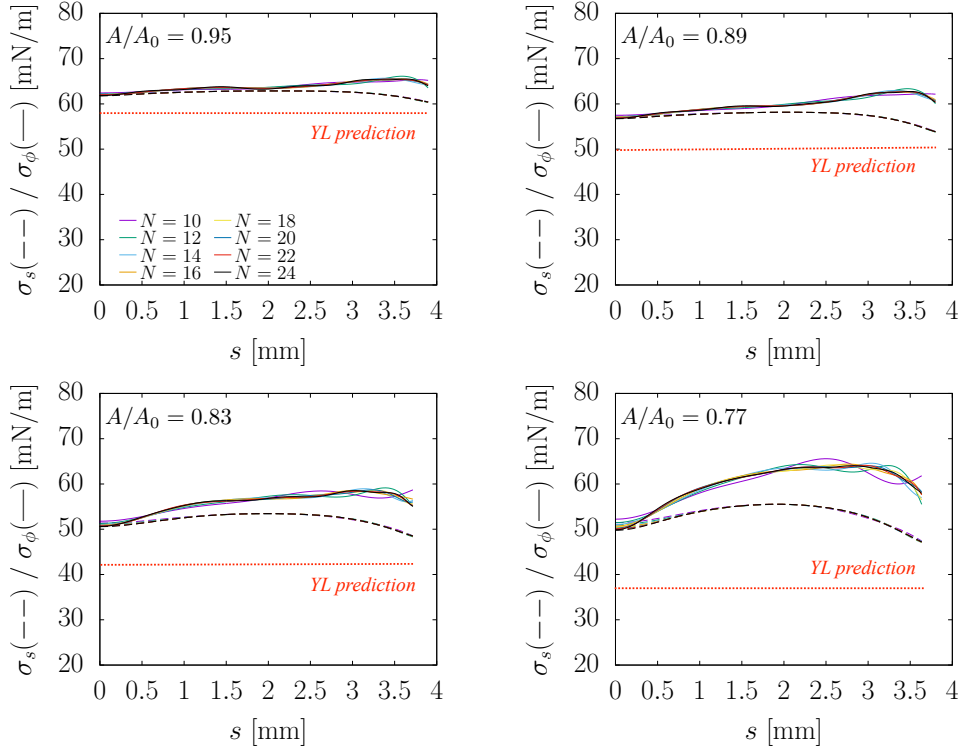 A/A₀ = 0.95
σₛ(−−) / σ_ϕ(—) [mN/m]
80
70
60
50
40
30
20
YL prediction
N = 10
N = 12
N = 14
N = 16
N = 18
N = 20
N = 22
N = 24
0 0.5 1 1.5 2 2.5 3 3.5 4
s [mm]
A/A₀ = 0.89
σₛ(−−) / σ_ϕ(—) [mN/m]
80
70
60
50
40
30
20
YL prediction
0 0.5 1 1.5 2 2.5 3 3.5 4
s [mm]
A/A₀ = 0.83
σₛ(−−) / σ_ϕ(—) [mN/m]
80
70
60
50
40
30
20
YL prediction
0 0.5 1 1.5 2 2.5 3 3.5 4
s [mm]
A/A₀ = 0.77
σₛ(−−) / σ_ϕ(—) [mN/m]
80
70
60
50
40
30
20
YL prediction
0 0.5 1 1.5 2 2.5 3 3.5 4
s [mm]